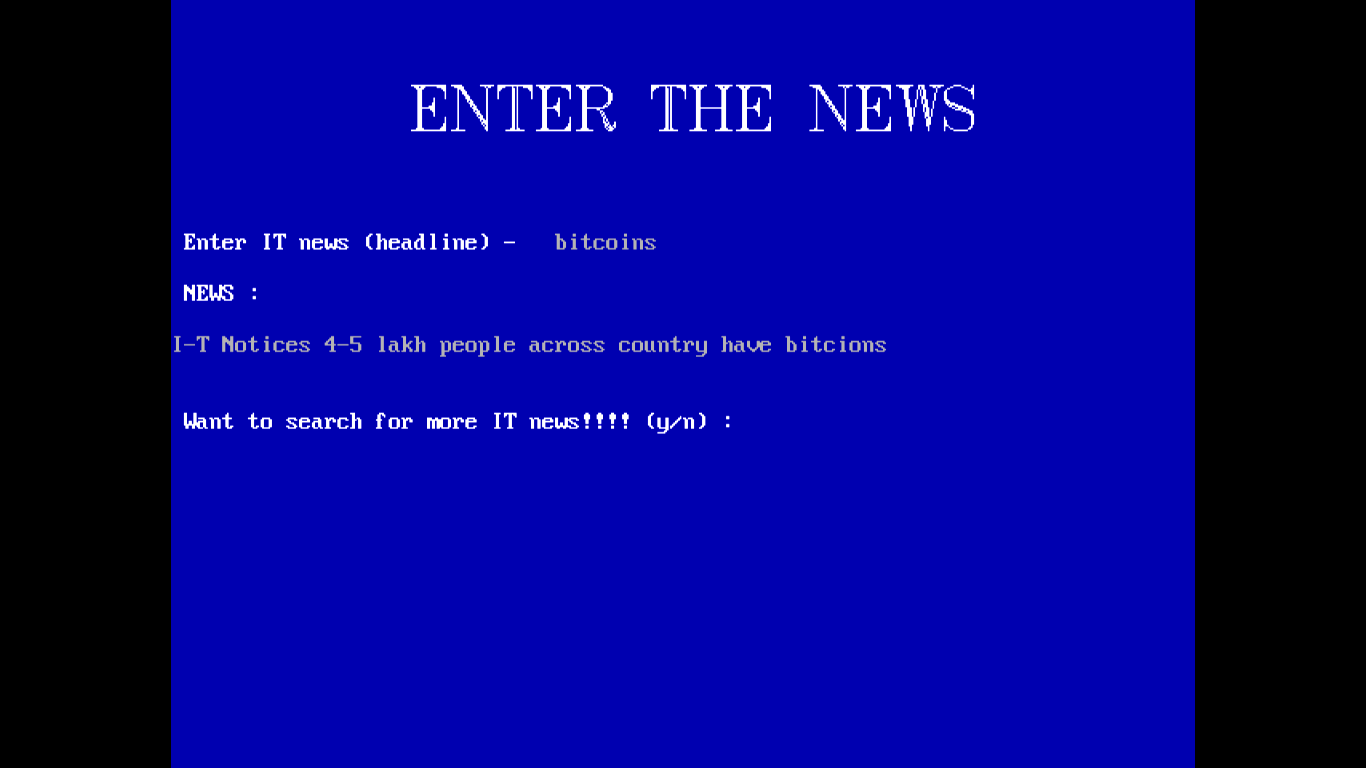 ENTER THE NEWS
Enter IT news (headline) - bitcoins
NEWS :
I-T Notices 4-5 lakh people across country have bitcions
Want to search for more IT news!!!! (y/n) :